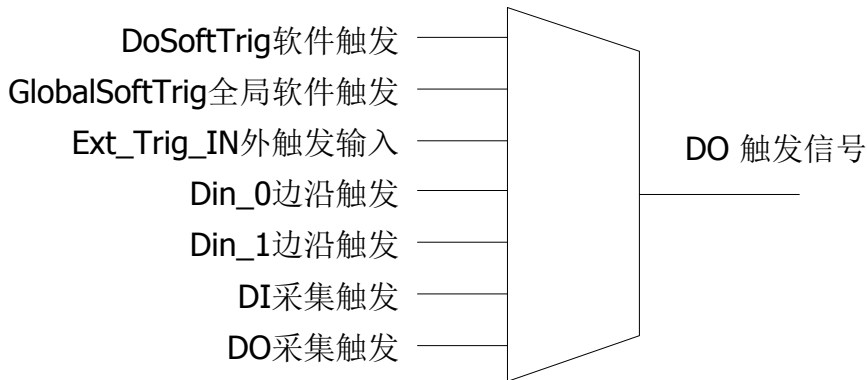 DoSoftTrig软件触发
GlobalSoftTrig全局软件触发
Ext_Trig_IN外触发输入
DO 触发信号
Din_0边沿触发
Din_1边沿触发
DI采集触发
DO采集触发